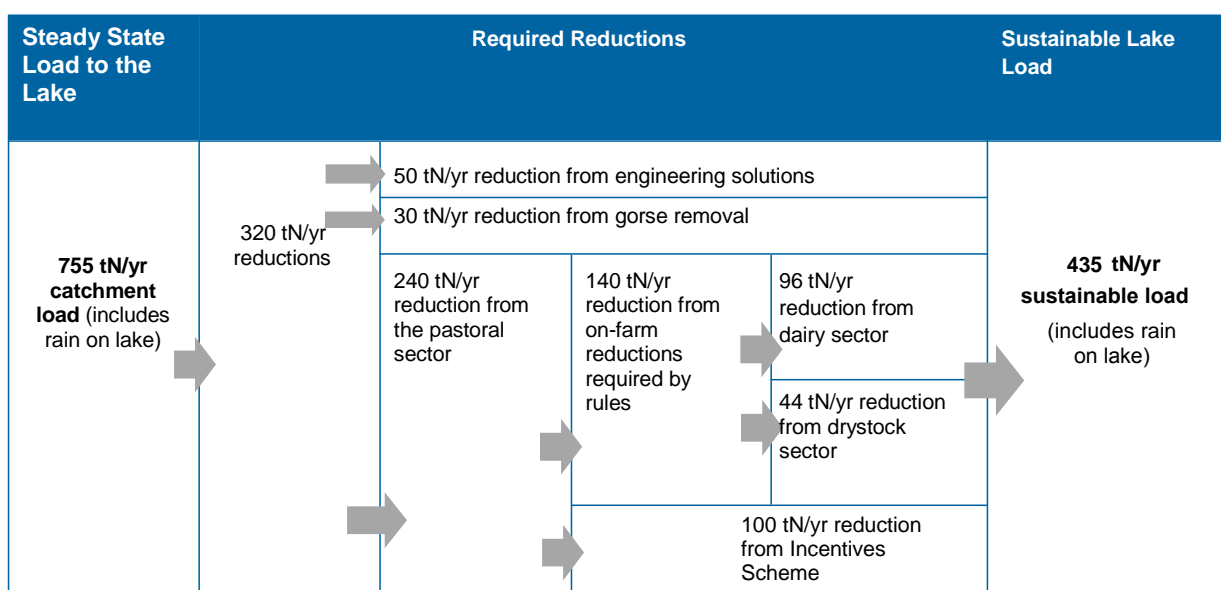 Steady State
Load to the
Lake
Required Reductions
Sustainable Lake
Load
755 tN/yr
catchment
load (includes
rain on lake)
320 tN/yr
reductions
50 tN/yr reduction from engineering solutions
30 tN/yr reduction from gorse removal
240 tN/yr
reduction from
the pastoral
sector
140 tN/yr
reduction from
on-farm
reductions
required by
rules
96 tN/yr
reduction from
dairy sector
44 tN/yr reduction
from drystock
sector
100 tN/yr reduction
from Incentives
Scheme
435 tN/yr
sustainable load
(includes rain
on lake)